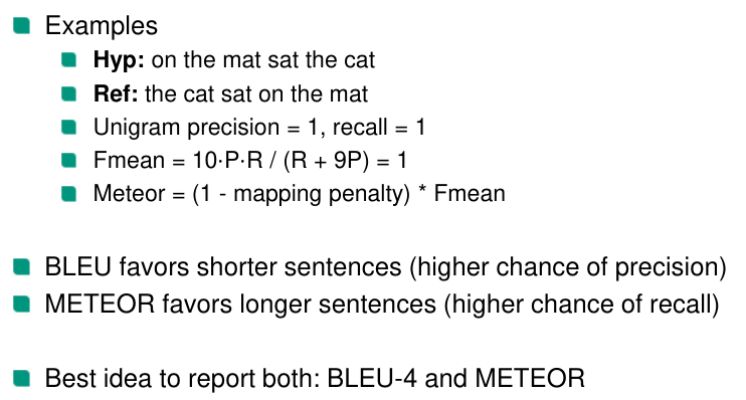 Examples
Hyp: on the mat sat the cat
Ref: the cat sat on the mat
Unigram precision = 1, recall = 1
Fmean = 10·P·R / (R + 9P) = 1
Meteor = (1 - mapping penalty) * Fmean
BLEU favors shorter sentences (higher chance of precision)
METEOR favors longer sentences (higher chance of recall)
Best idea to report both: BLEU-4 and METEOR